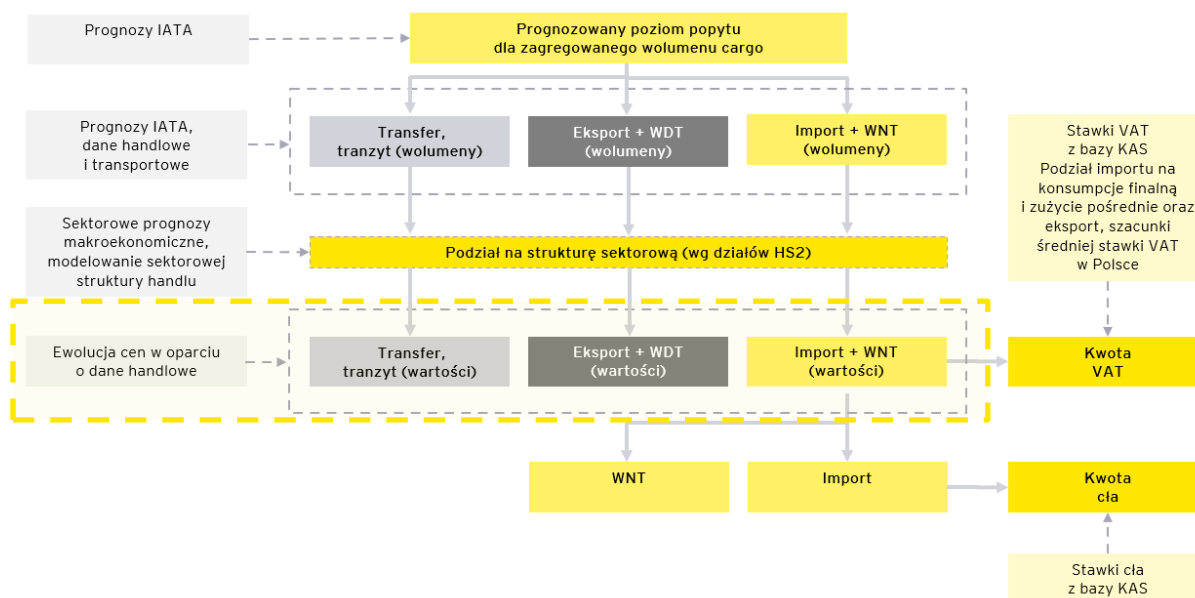 Prognozy IATA
Prognozowany poziom popytu
dla zagregowanego wolumenu cargo
Prognozy IATA,
dane handlowe
i transportowe
Transfer,
tranzyt (wolumeny)
Eksport + WDT
(wolumeny)
Import + WNT
(wolumeny)
Stawki VAT
z bazy KAS
Podział importu na
konsumpcje finalną
i zużycie pośrednie oraz
eksport, szacunki
średniej stawki VAT
w Polsce
Sektorowe prognozy
makroekonomiczne,
modelowanie sektorowej
struktury handlu
Podział na strukturę sektorową (wg działów HS2)
Ewolucja cen w oparciu
o dane handlowe
Transfer,
tranzyt (wartości)
Eksport + WDT
(wartości)
Import + WNT
(wartości)
Kwota
VAT
WNT
Import
Kwota
cła
Stawki cła
z bazy KAS